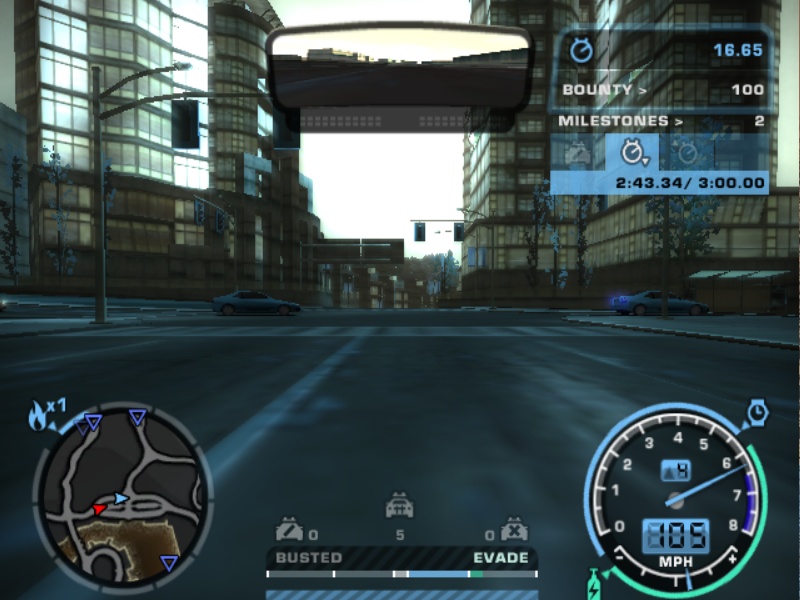 16.65
BOUNTY > 100
MILESTONES > 2
2:43.34/ 3:00.00
x1
0 5 0
BUSTED EVADE
0 1 2 3 4 5 6 7 8
4
105
MPH
- +